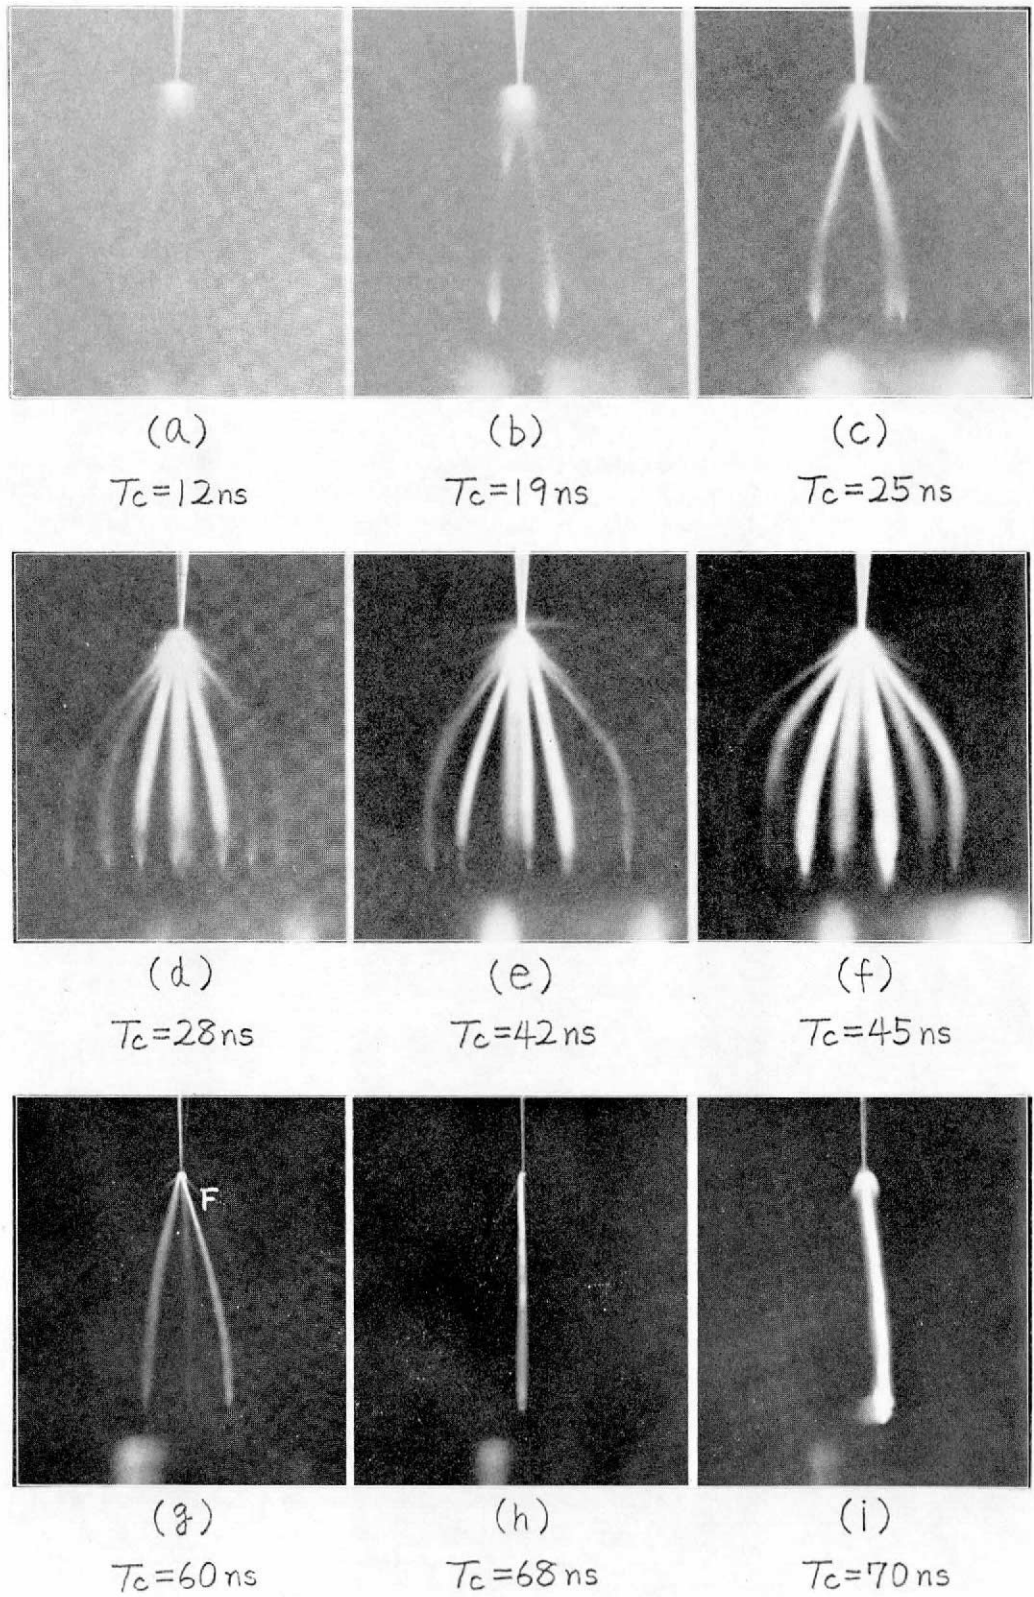 (a) (b) (c)
Tc=12ns Tc=19ns Tc=25ns
(d) (e) (f)
Tc=28ns Tc=42ns Tc=45ns
F
(g) (h) (i)
Tc=60ns Tc=68ns Tc=70ns